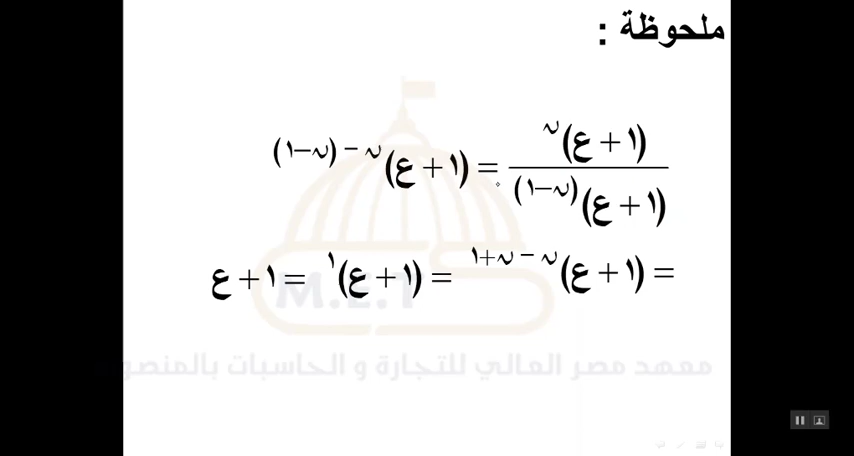 ملحوظة :
(١ + ع)^ن / (١ + ع)^(ن−١) = (١ + ع)^ن − (ن−١)
= (١ + ع)^ن − ن+١ = (١ + ع)^١ = ١ + ع
M.E.T
معهد مصر العالي للتجارة و الحاسبات بالمنصورة